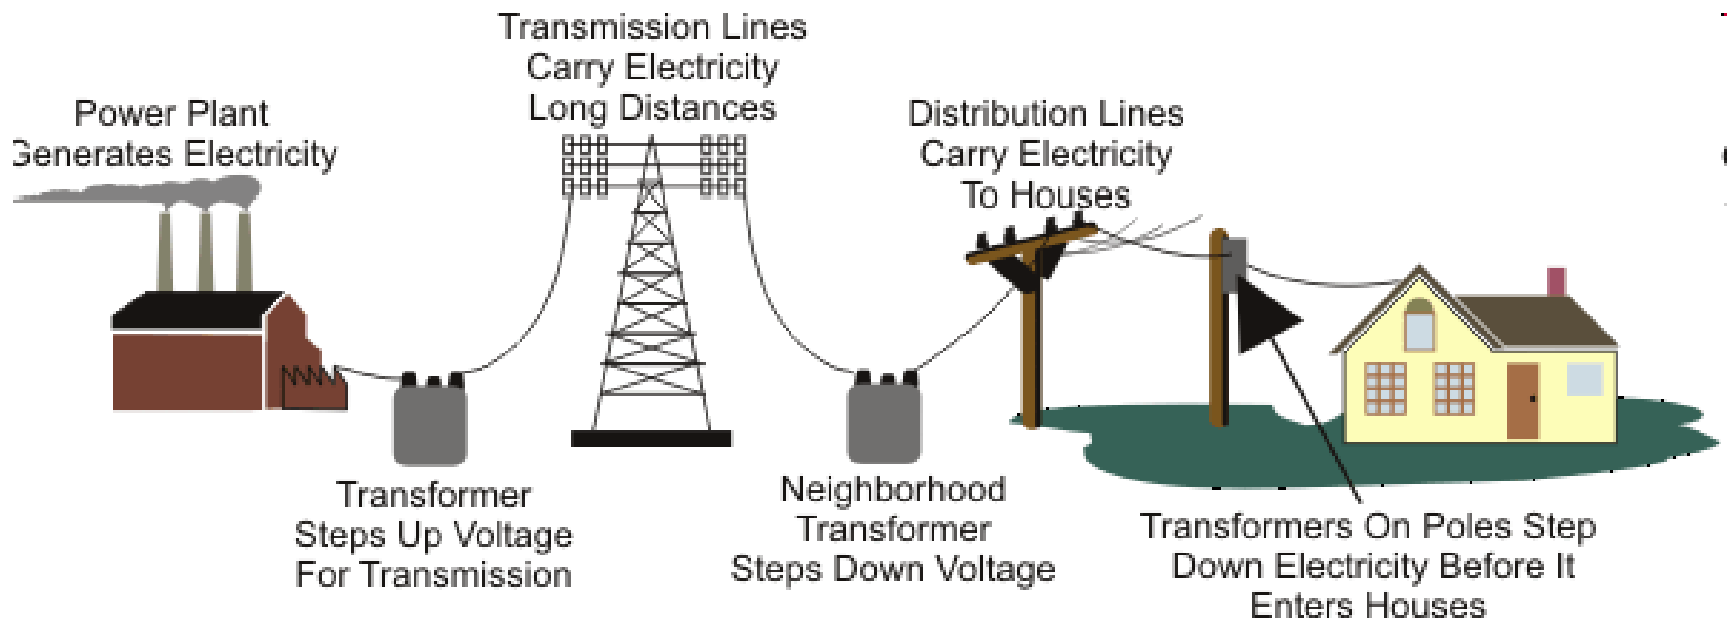 Power Plant
Generates Electricity
Transmission Lines
Carry Electricity
Long Distances
Distribution Lines
Carry Electricity
To Houses
Transformer
Steps Up Voltage
For Transmission
Neighborhood
Transformer
Steps Down Voltage
Transformers On Poles Step
Down Electricity Before It
Enters Houses